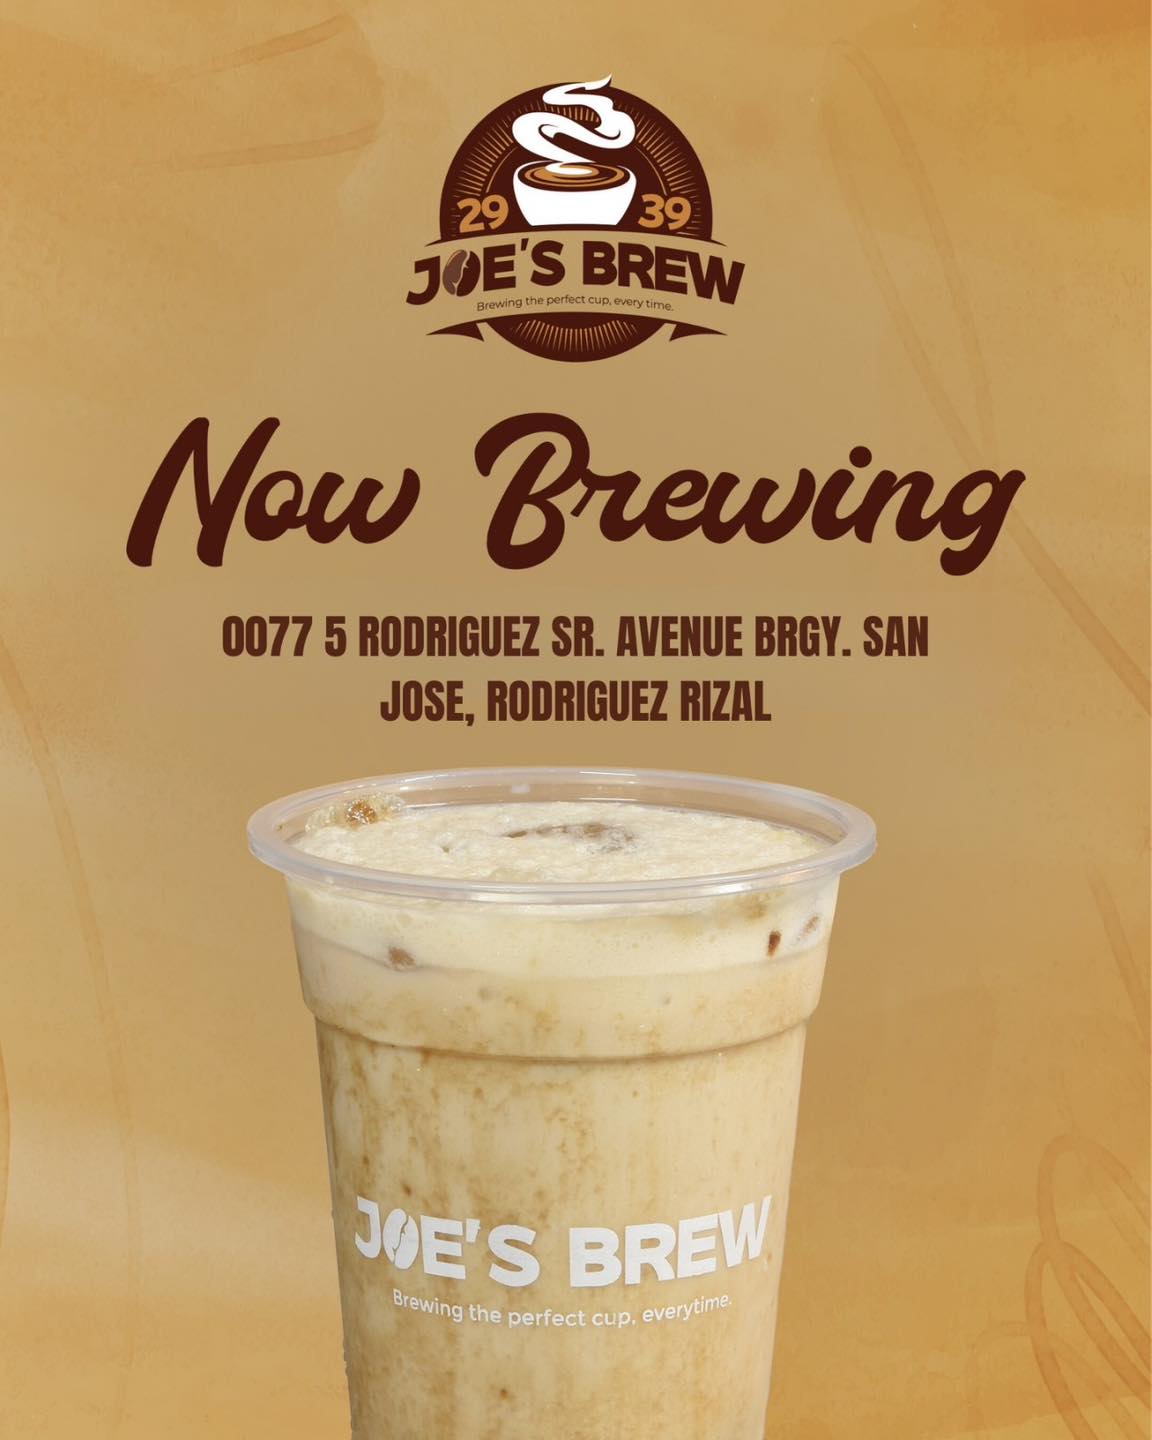 29 39
JOE'S BREW
Brewing the perfect cup, every time.
Now Brewing
0077 5 RODRIGUEZ SR. AVENUE BRGY. SAN
JOSE, RODRIGUEZ RIZAL
JOE'S BREW
Brewing the perfect cup, everytime.